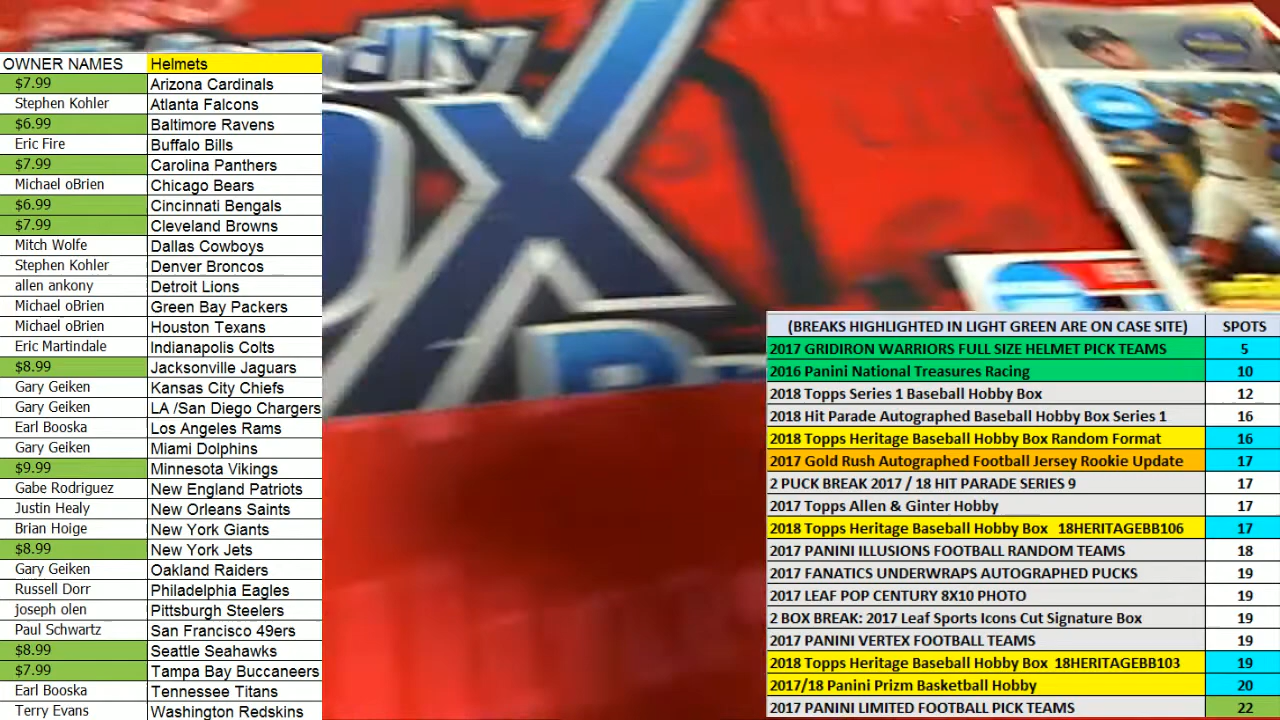 OWNER NAMES Helmets
$7.99 Arizona Cardinals
Stephen Kohler Atlanta Falcons
$6.99 Baltimore Ravens
Eric Fire Buffalo Bills
$7.99 Carolina Panthers
Michael oBrien Chicago Bears
$6.99 Cincinnati Bengals
$7.99 Cleveland Browns
Mitch Wolfe Dallas Cowboys
Stephen Kohler Denver Broncos
allen ankony Detroit Lions
Michael oBrien Green Bay Packers
Michael oBrien Houston Texans
Eric Martindale Indianapolis Colts
$8.99 Jacksonville Jaguars
Gary Geiken Kansas City Chiefs
Gary Geiken LA /San Diego Chargers
Earl Booska Los Angeles Rams
Gary Geiken Miami Dolphins
$9.99 Minnesota Vikings
Gabe Rodriguez New England Patriots
Justin Healy New Orleans Saints
Brian Hoige New York Giants
$8.99 New York Jets
Gary Geiken Oakland Raiders
Russell Dorr Philadelphia Eagles
joseph olen Pittsburgh Steelers
Paul Schwartz San Francisco 49ers
$8.99 Seattle Seahawks
$7.99 Tampa Bay Buccaneers
Earl Booska Tennessee Titans
Terry Evans Washington Redskins
(BREAKS HIGHLIGHTED IN LIGHT GREEN ARE ON CASE SITE) SPOTS
2017 GRIDIRON WARRIORS FULL SIZE HELMET PICK TEAMS 5
2016 Panini National Treasures Racing 10
2018 Topps Series 1 Baseball Hobby Box 12
2018 Hit Parade Autographed Baseball Hobby Box Series 1 16
2018 Topps Heritage Baseball Hobby Box Random Format 16
2017 Gold Rush Autographed Football Jersey Rookie Update 17
2 PUCK BREAK 2017 / 18 HIT PARADE SERIES 9 17
2017 Topps Allen & Ginter Hobby 17
2018 Topps Heritage Baseball Hobby Box 18HERITAGEBB106 17
2017 PANINI ILLUSIONS FOOTBALL RANDOM TEAMS 18
2017 FANATICS UNDERWRAPS AUTOGRAPHED PUCKS 19
2017 LEAF POP CENTURY 8X10 PHOTO 19
2 BOX BREAK: 2017 Leaf Sports Icons Cut Signature Box 19
2017 PANINI VERTEX FOOTBALL TEAMS 19
2018 Topps Heritage Baseball Hobby Box 18HERITAGEBB103 19
2017/18 Panini Prizm Basketball Hobby 20
2017 PANINI LIMITED FOOTBALL PICK TEAMS 22